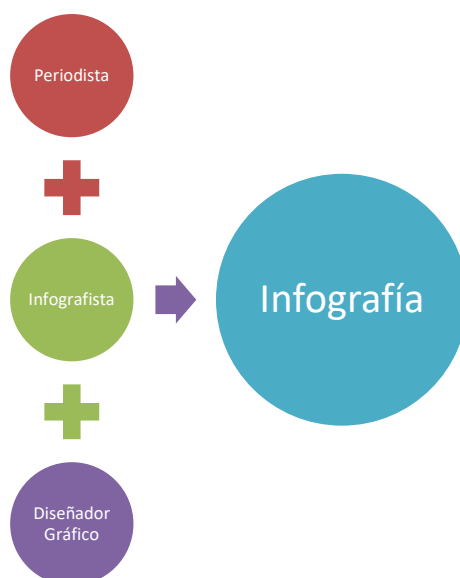 Periodista
Infografista
Infografía
Diseñador
Gráfico